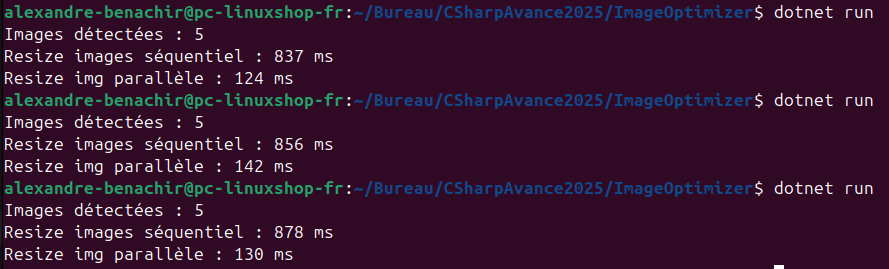 alexandre-benachir@pc-linuxshop-fr:~/Bureau/CSharpAvance2025/ImageOptimizer$ dotnet run
Images détectées : 5
Resize images séquentiel : 837 ms
Resize img parallèle : 124 ms
alexandre-benachir@pc-linuxshop-fr:~/Bureau/CSharpAvance2025/ImageOptimizer$ dotnet run
Images détectées : 5
Resize images séquentiel : 856 ms
Resize img parallèle : 142 ms
alexandre-benachir@pc-linuxshop-fr:~/Bureau/CSharpAvance2025/ImageOptimizer$ dotnet run
Images détectées : 5
Resize images séquentiel : 878 ms
Resize img parallèle : 130 ms